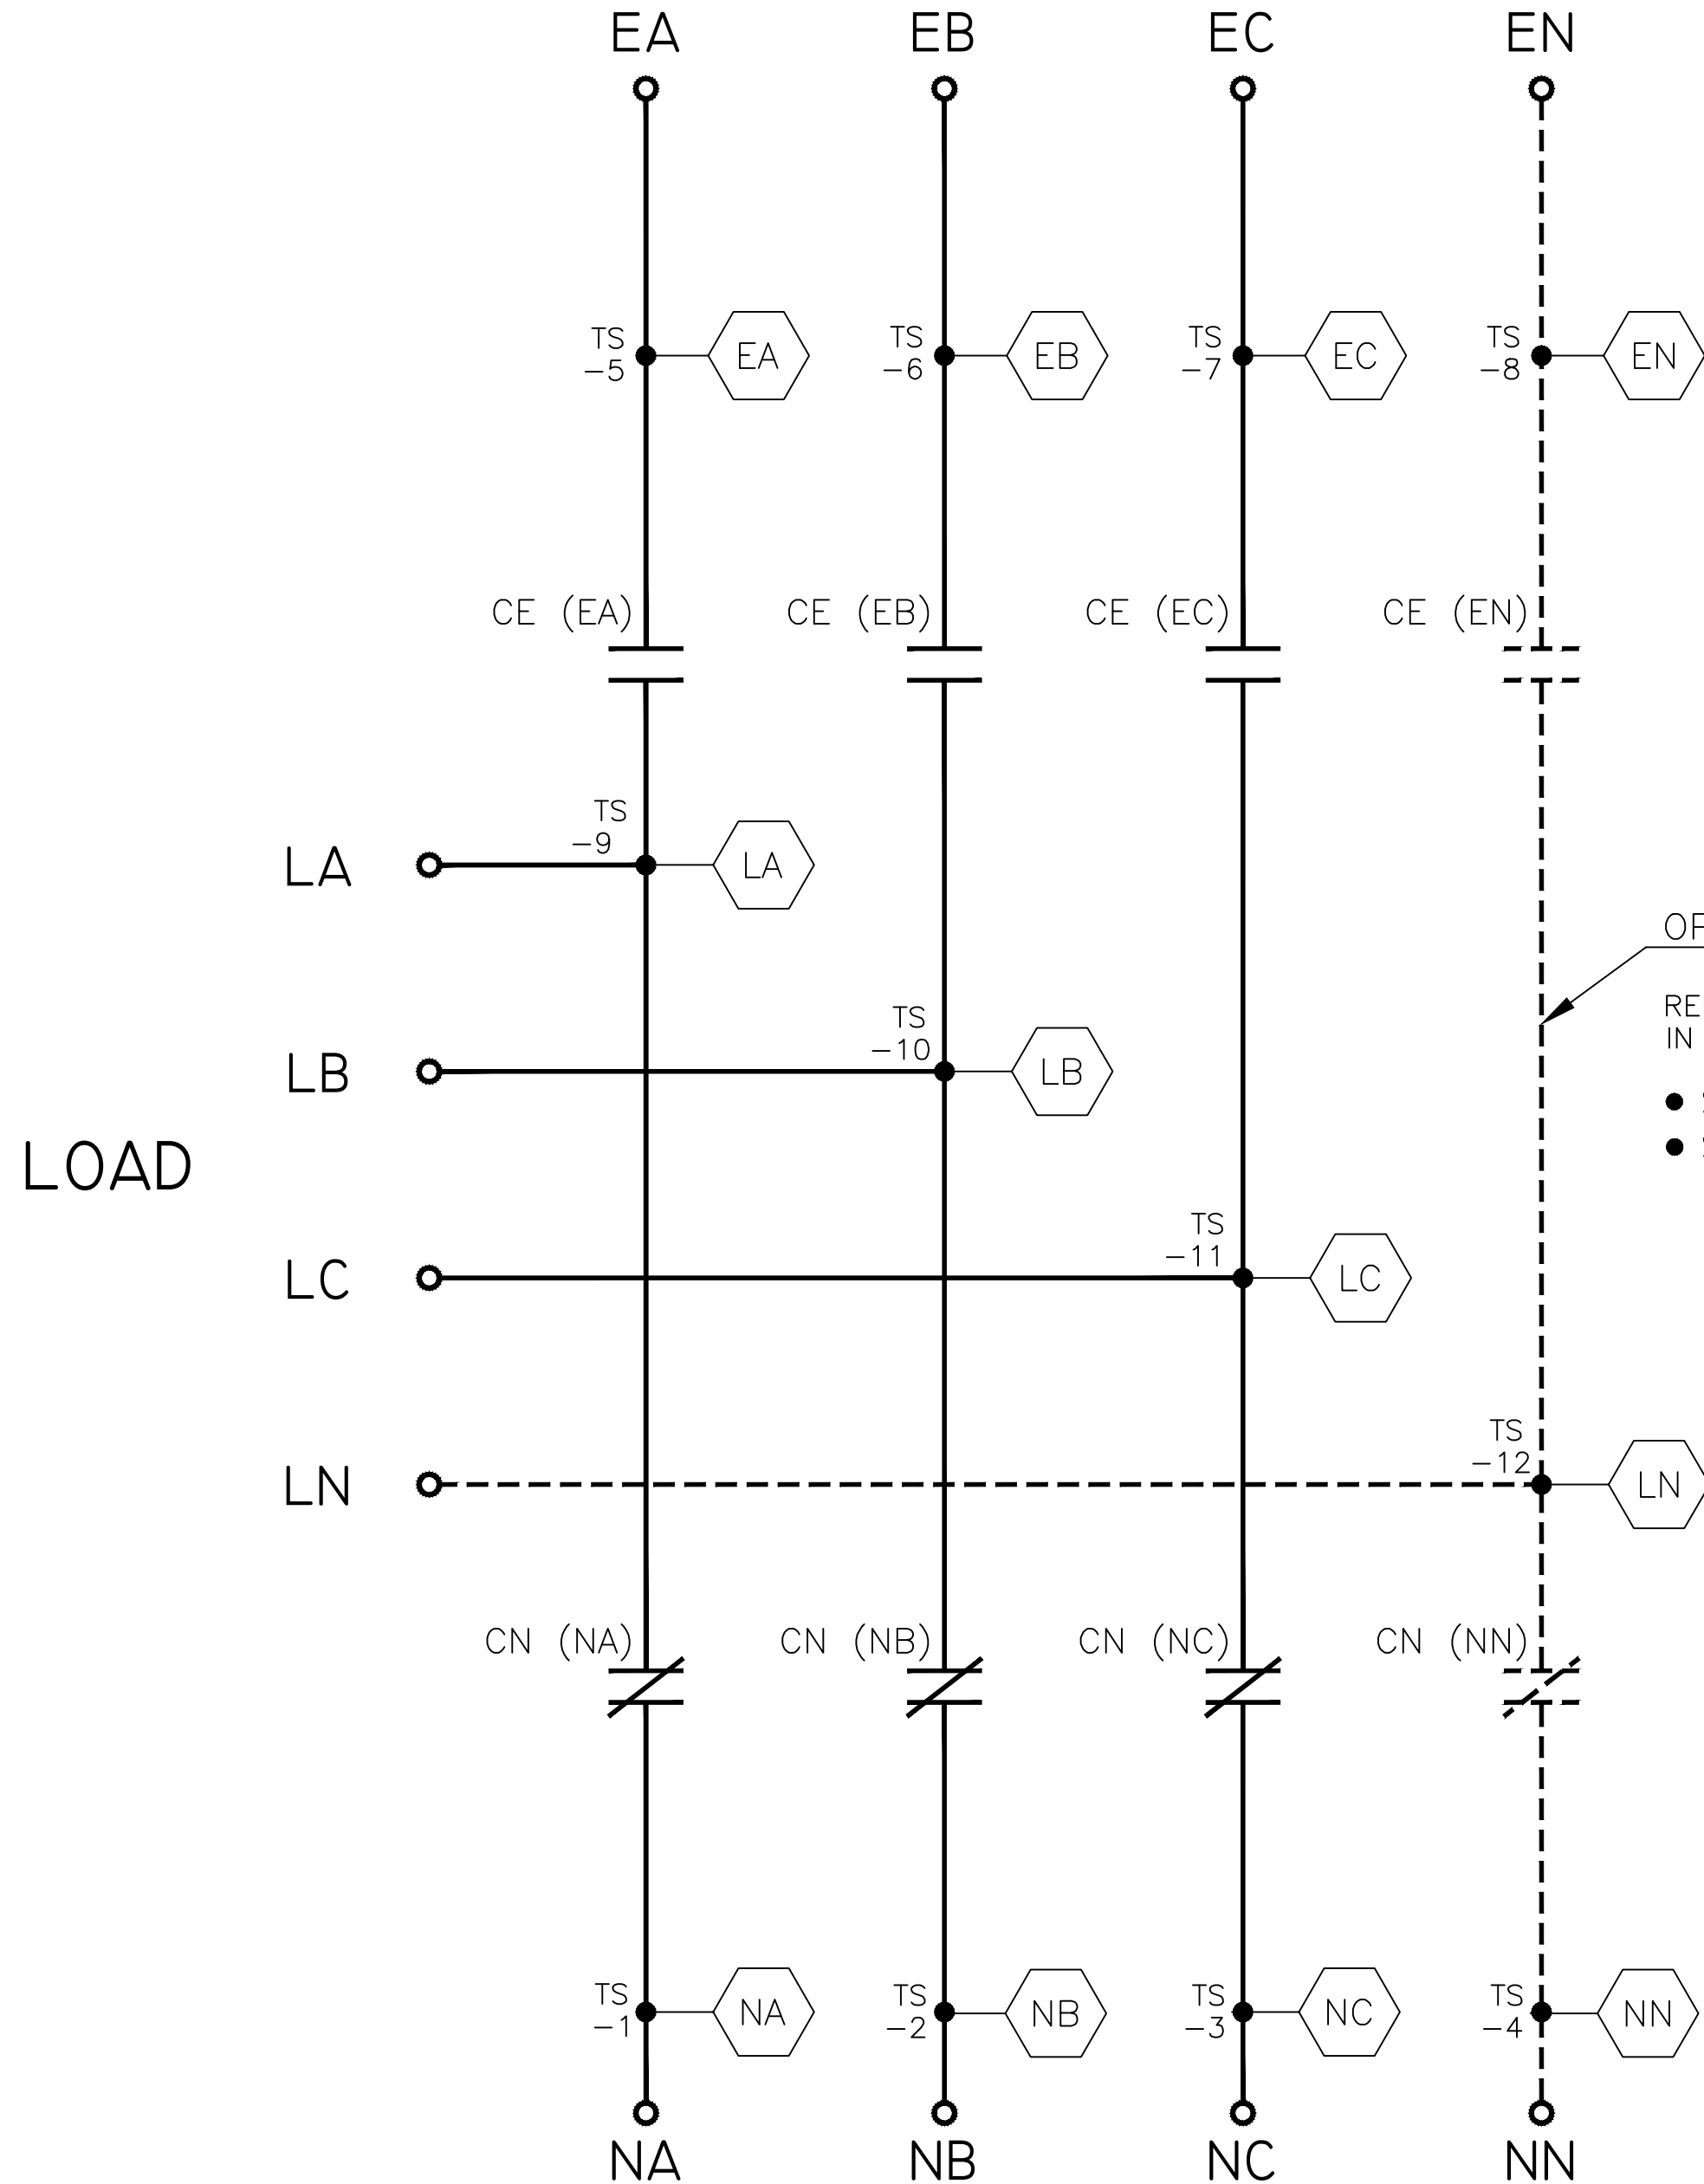 EA EB EC EN
TS TS TS TS
-5 EA -6 EB -7 EC -8 EN
CE (EA) CE (EB) CE (EC) CE (EN)
TS
-9
LA LA
OP
RE
IN
TS
-10
LB LB
LOAD
TS
-11
LC LC
TS
-12
LN LN
CN (NA) CN (NB) CN (NC) CN (NN)
TS TS TS TS
-1 NA -2 NB -3 NC -4 NN
NA NB NC NN